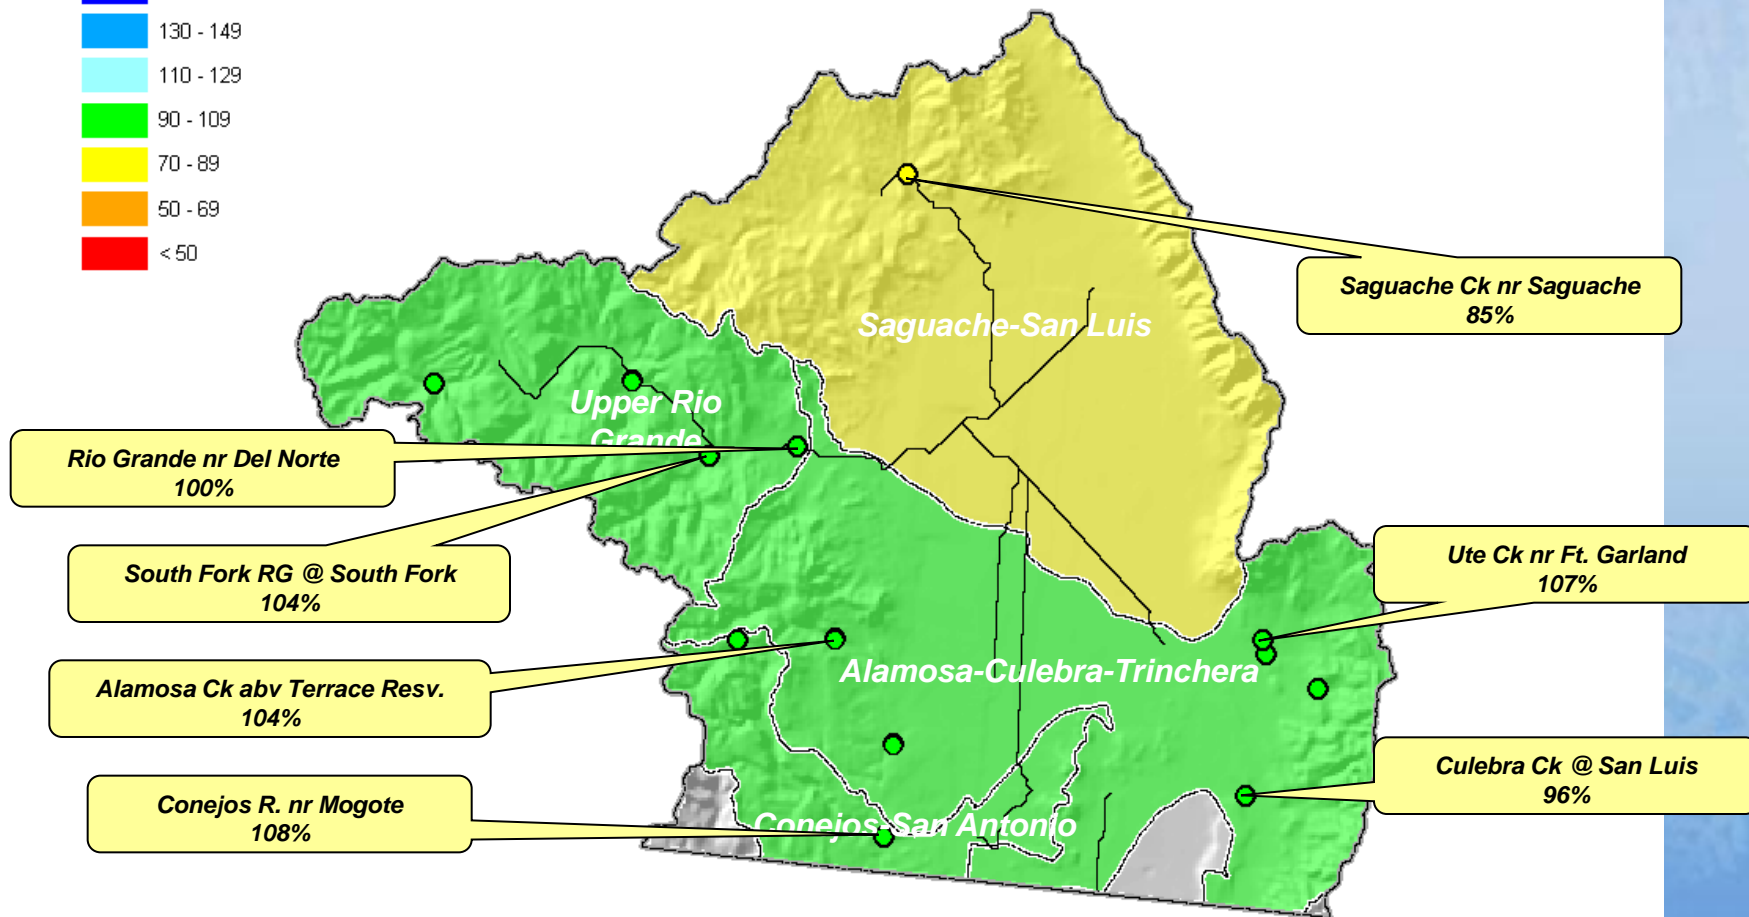 130 - 149
110 - 129
90 - 109
70 - 89
50 - 69
< 50
Saguache Ck nr Saguache
85%
Saguache-San Luis
Upper Rio
Grande
Rio Grande nr Del Norte
100%
South Fork RG @ South Fork
104%
Ute Ck nr Ft. Garland
107%
Alamosa Ck abv Terrace Resv.
104%
Alamosa-Culebra-Trinchera
Culebra Ck @ San Luis
96%
Conejos R. nr Mogote
108%
Conejos-San Antonio